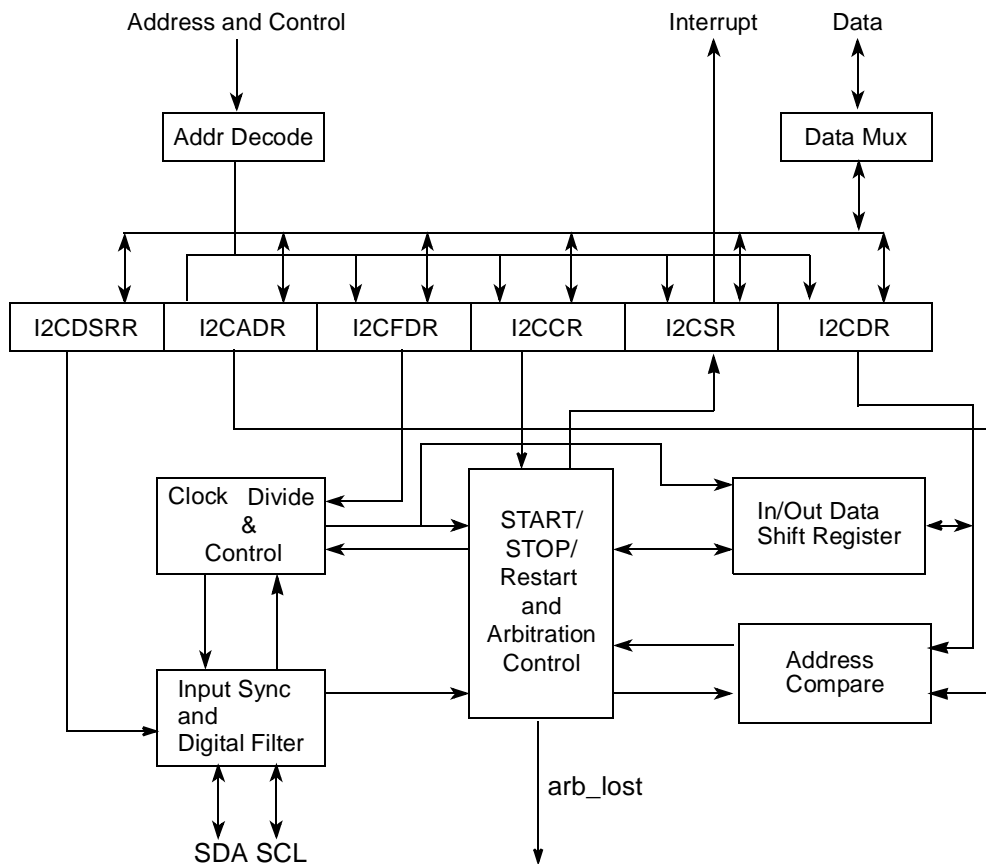 Address and Control
Interrupt
Data
Addr Decode
Data Mux
I2CDSRR
I2CADR
I2CFDR
I2CCR
I2CSR
I2CDR
Clock Divide
&
Control
START/
STOP/
Restart
and
Arbitration
Control
In/Out Data
Shift Register
Input Sync
and
Digital Filter
Address
Compare
arb_lost
SDA
SCL